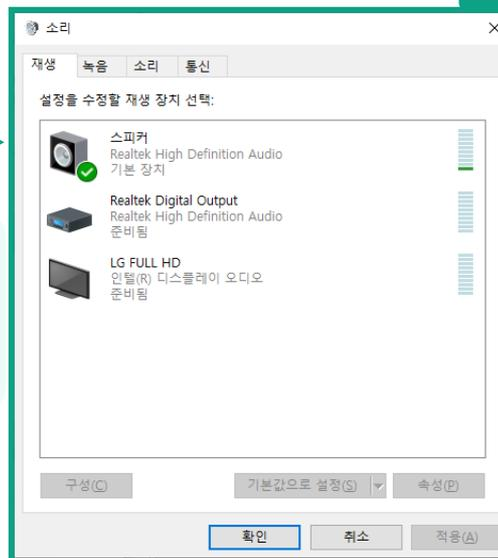 소리
재생 녹음 소리 통신
설정을 수정할 재생 장치 선택:
스피커
Realtek High Definition Audio
기본 장치
Realtek Digital Output
Realtek High Definition Audio
준비됨
LG FULL HD
인텔(R) 디스플레이 오디오
준비됨
구성(C) 기본값으로 설정(S) 속성(P)
확인 취소 적용(A)